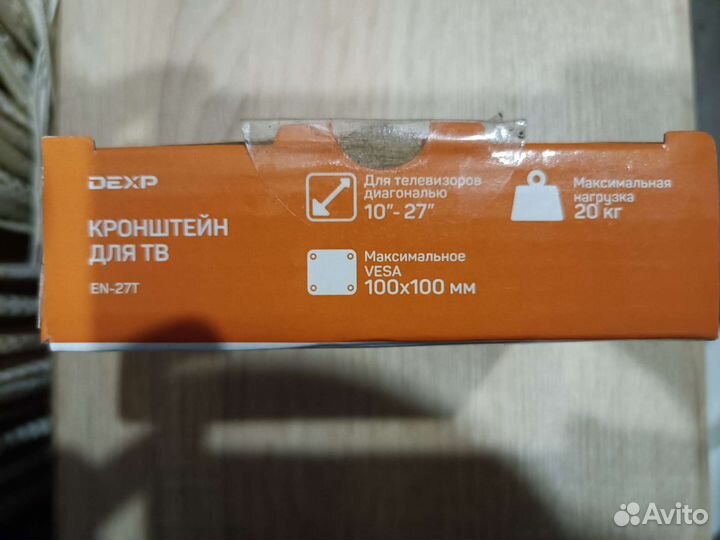 DEXP
КРОНШТЕЙН
ДЛЯ ТВ
EN-27T
Для телевизоров
диагональю
10"- 27"
Максимальное
VESA
100x100 мм
Максимальная
нагрузка
20 кг
Avito